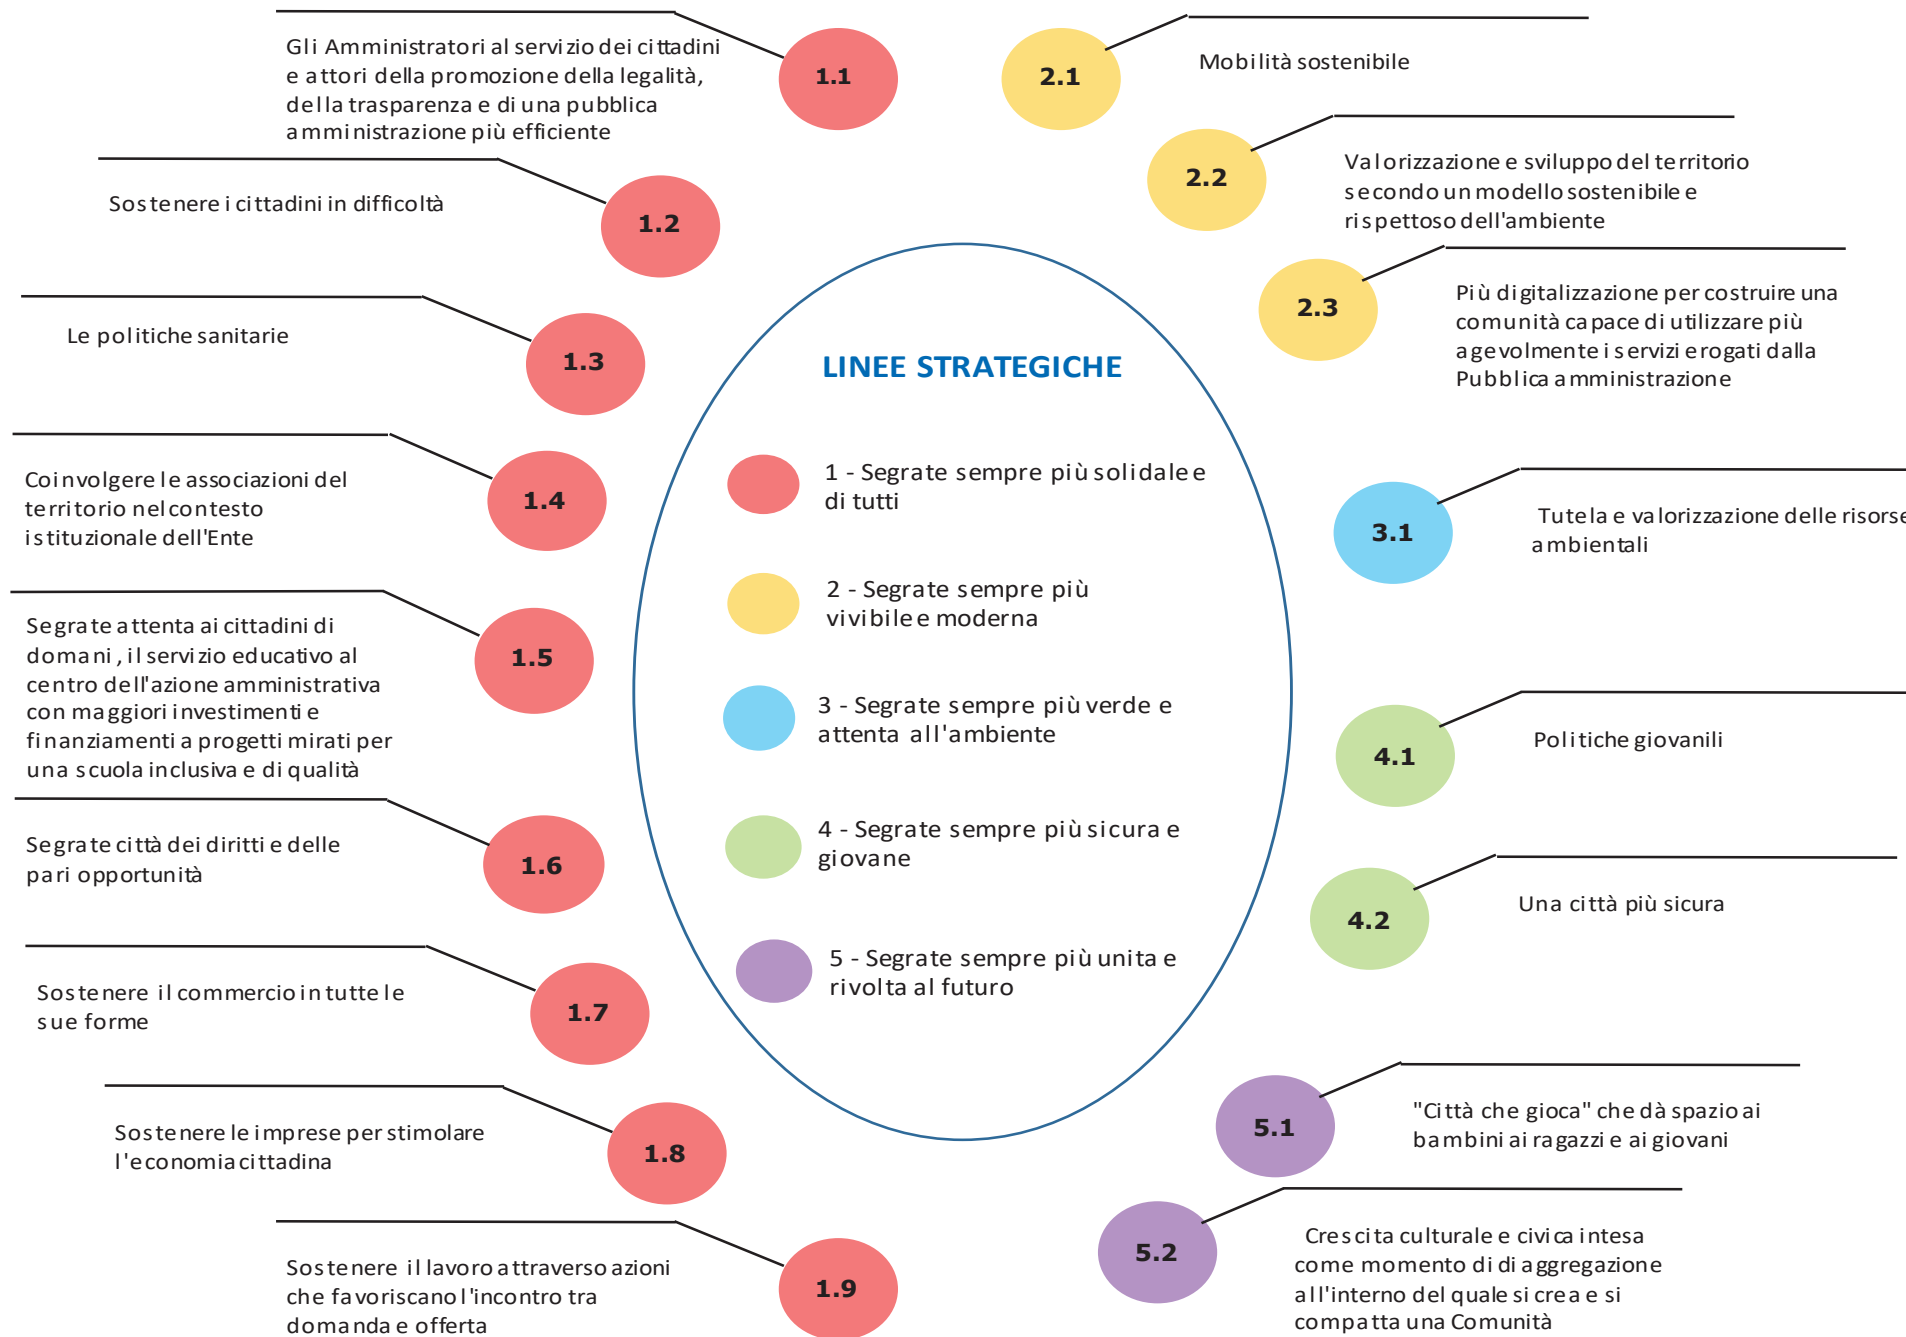 Gli Amministratori al servizio dei cittadini
e attori della promozione della legalità,
della trasparenza e di una pubblica
amministrazione più efficiente
1.1
Sostenere i cittadini in difficoltà
1.2
Le politiche sanitarie
1.3
Coinvolgere le associazioni del
territorio nel contesto
istituzionale dell'Ente
1.4
Segrate attenta ai cittadini di
domani, il servizio educativo al
centro dell'azione amministrativa
con maggiori investimenti e
finanziamenti a progetti mirati per
una scuola inclusiva e di qualità
1.5
Segrate città dei diritti e delle
pari opportunità
1.6
Sostenere il commercio in tutte le
sue forme
1.7
Sostenere le imprese per stimolare
l'economia cittadina
1.8
Sostenere il lavoro attraverso azioni
che favoriscano l'incontro tra
domanda e offerta
1.9
LINEE STRATEGICHE
1 - Segrate sempre più solidale e
di tutti
2 - Segrate sempre più
vivibile e moderna
3 - Segrate sempre più verde e
attenta all'ambiente
4 - Segrate sempre più sicura e
giovane
5 - Segrate sempre più unita e
rivolta al futuro
2.1
Mobilità sostenibile
2.2
Valorizzazione e sviluppo del territorio
secondo un modello sostenibile e
rispettoso dell'ambiente
2.3
Più digitalizzazione per costruire una
comunità capace di utilizzare più
agevolmente i servizi erogati dalla
Pubblica amministrazione
3.1
Tutela e valorizzazione delle risorse
ambientali
4.1
Politiche giovanili
4.2
Una città più sicura
5.1
"Città che gioca" che dà spazio ai
bambini ai ragazzi e ai giovani
5.2
Crescita culturale e civica intesa
come momento di di aggregazione
all'interno del quale si crea e si
compatta una Comunità